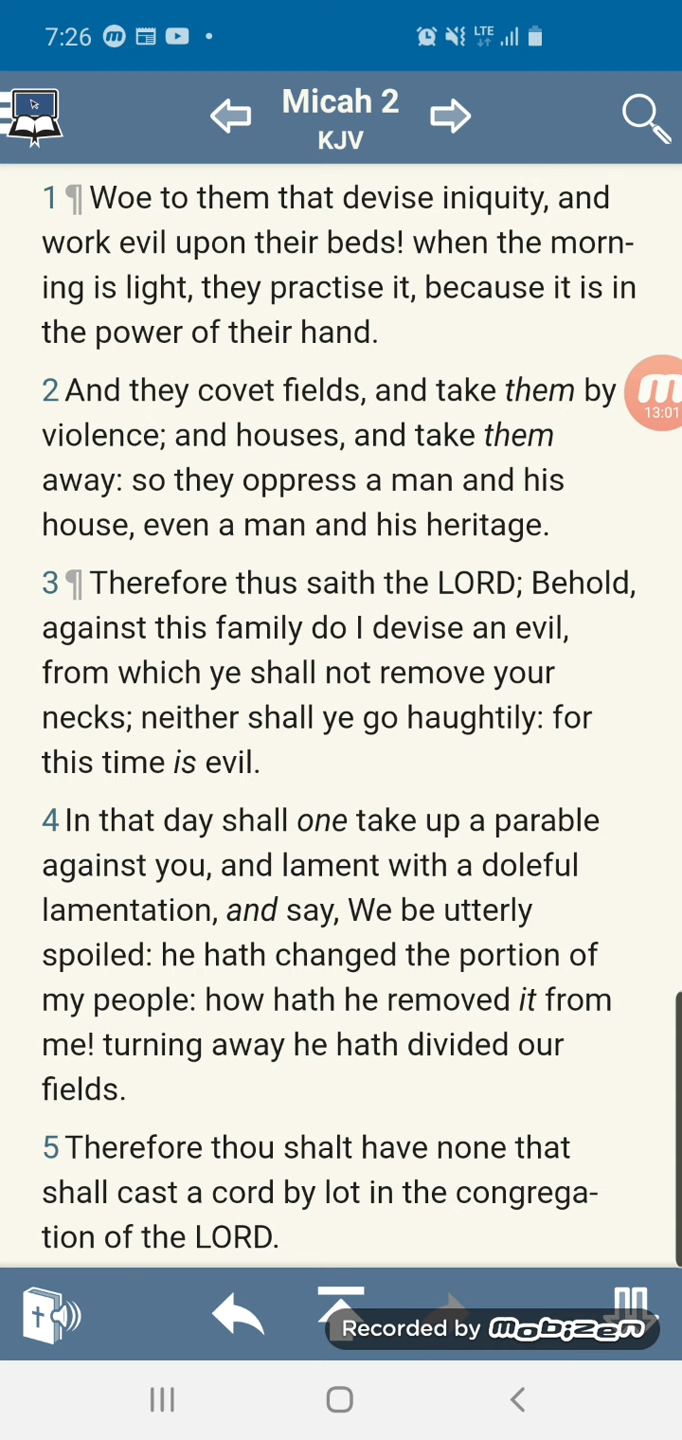 7:26
LTE
Micah 2
KJV
1 ¶ Woe to them that devise iniquity, and
work evil upon their beds! when the morn-
ing is light, they practise it, because it is in
the power of their hand.
2 And they covet fields, and take them by
violence; and houses, and take them
away: so they oppress a man and his
house, even a man and his heritage.
13:01
3 ¶ Therefore thus saith the LORD; Behold,
against this family do I devise an evil,
from which ye shall not remove your
necks; neither shall ye go haughtily: for
this time is evil.
4 In that day shall one take up a parable
against you, and lament with a doleful
lamentation, and say, We be utterly
spoiled: he hath changed the portion of
my people: how hath he removed it from
me! turning away he hath divided our
fields.
5 Therefore thou shalt have none that
shall cast a cord by lot in the congrega-
tion of the LORD.
Recorded by mobizen